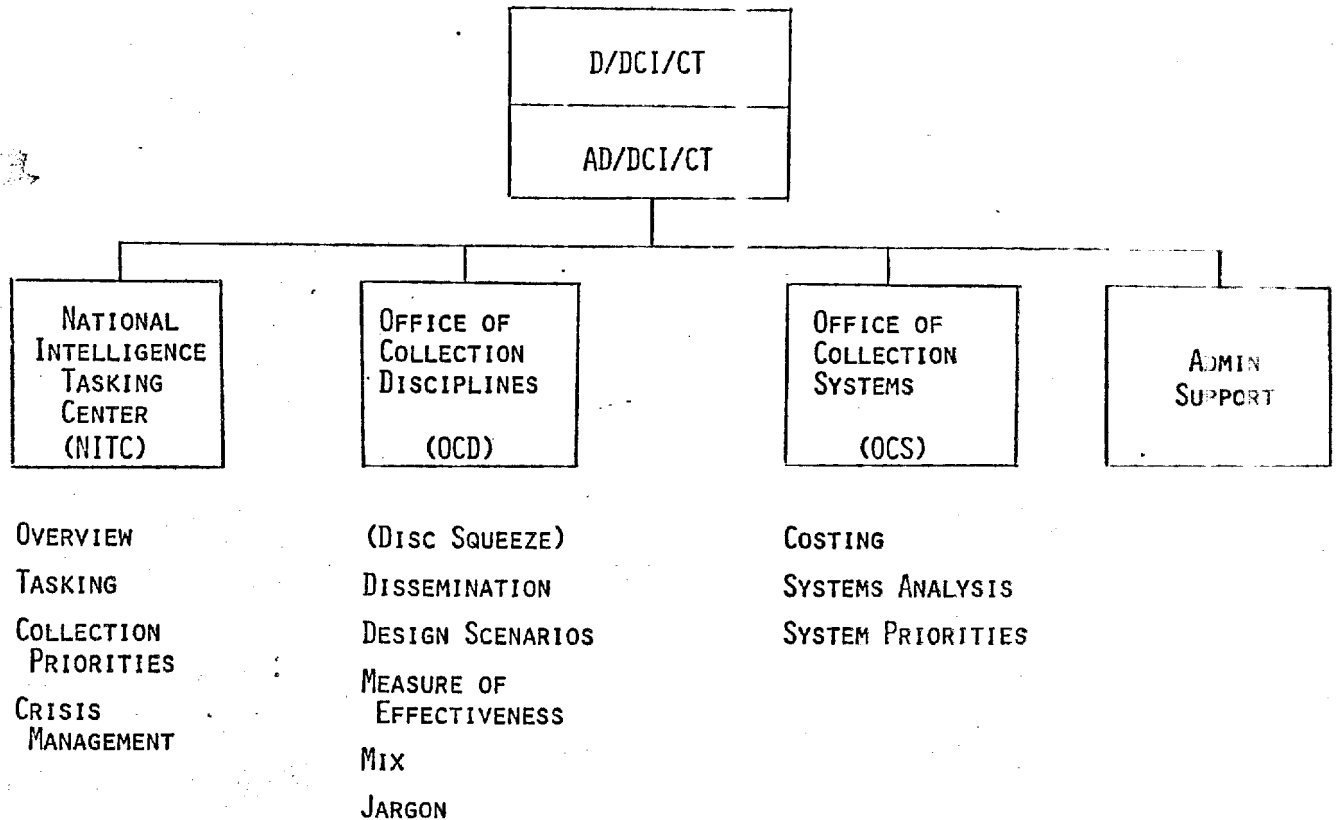 D/DCI/CT
AD/DCI/CT
NATIONAL
INTELLIGENCE
TASKING
CENTER
(NITC)
OFFICE OF
COLLECTION
DISCIPLINES
(OCD)
OFFICE OF
COLLECTION
SYSTEMS
(OCS)
ADMIN
SUPPORT
OVERVIEW
TASKING
COLLECTION
PRIORITIES
CRISIS
MANAGEMENT
(DISC SQUEEZE)
DISSEMINATION
DESIGN SCENARIOS
MEASURE OF
EFFECTIVENESS
MIX
JARGON
COSTING
SYSTEMS ANALYSIS
SYSTEM PRIORITIES